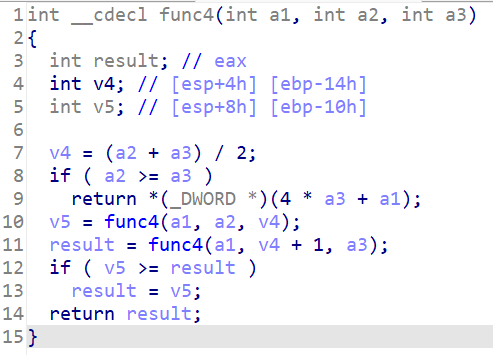 1 int __cdecl func4(int a1, int a2, int a3)
2 {
3 int result; // eax
4 int v4; // [esp+4h] [ebp-14h]
5 int v5; // [esp+8h] [ebp-10h]
6
7 v4 = (a2 + a3) / 2;
8 if ( a2 >= a3 )
9 return *(_DWORD *)(4 * a3 + a1);
10 v5 = func4(a1, a2, v4);
11 result = func4(a1, v4 + 1, a3);
12 if ( v5 >= result )
13 result = v5;
14 return result;
15 }